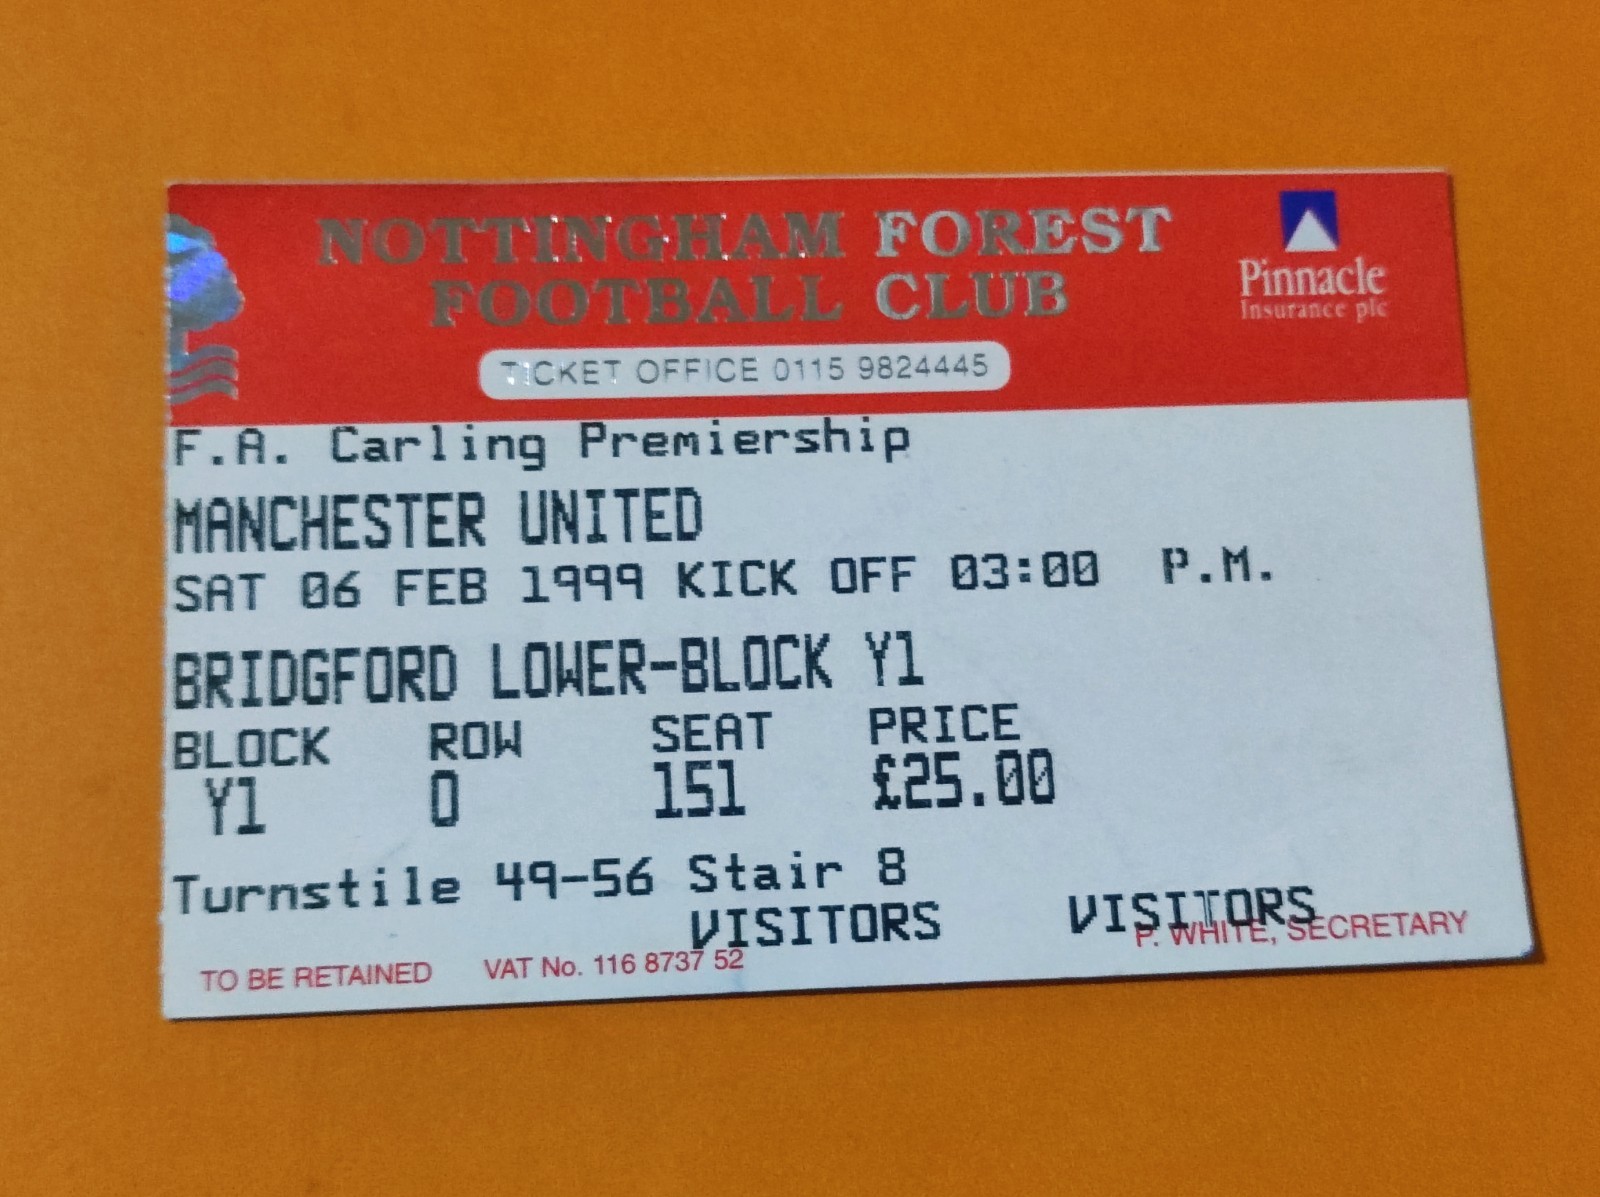 NOTTINGHAM FOREST
FOOTBALL CLUB
Pinnacle
Insurance plc
TICKET OFFICE 0115 9824445
F.A. Carling Premiership
MANCHESTER UNITED
SAT 06 FEB 1999 KICK OFF 03:00 P.M.
BRIDGFORD LOWER-BLOCK Y1
BLOCK ROW SEAT PRICE
Y1 O 151 £25.00
Turnstile 49-56 Stair 8
VISITORS VISITORS
P. WHITE, SECRETARY
TO BE RETAINED VAT No. 116 8737 52